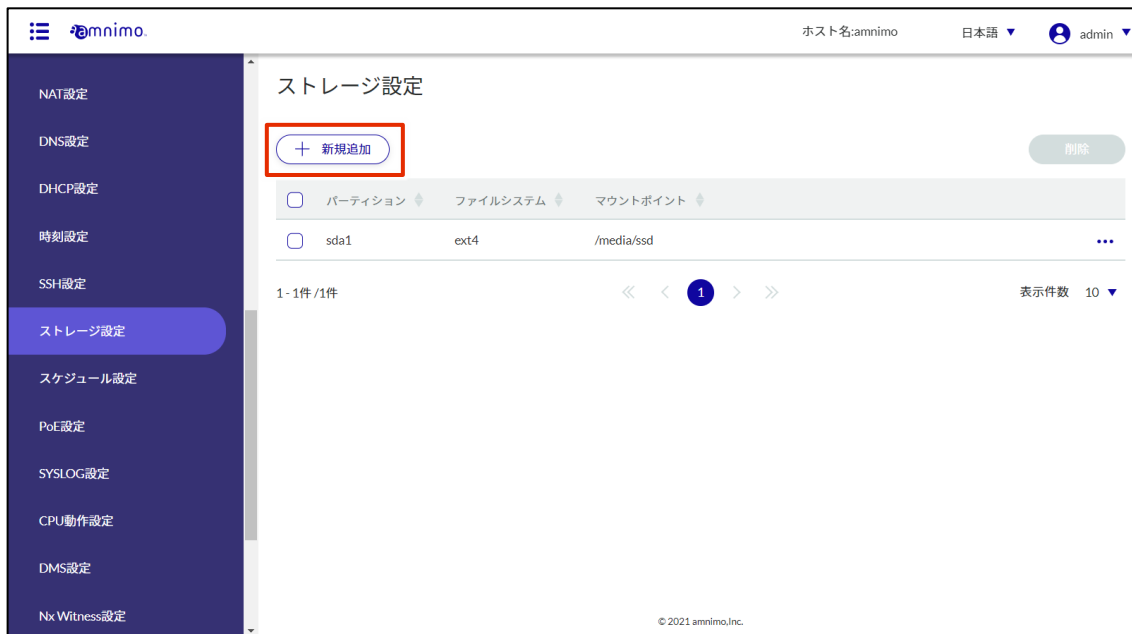 amnimo.
ホスト名:amnimo
日本語 ▼
admin ▼
NAT設定
DNS設定
DHCP設定
時刻設定
SSH設定
ストレージ設定
スケジュール設定
PoE設定
SYSLOG設定
CPU動作設定
DMS設定
Nx Witness設定
ストレージ設定
＋ 新規追加
削除
パーティション ファイルシステム マウントポイント
sda1 ext4 /media/ssd
1 - 1件 /1件
1
表示件数 10 ▼
© 2021 amnimo,Inc.